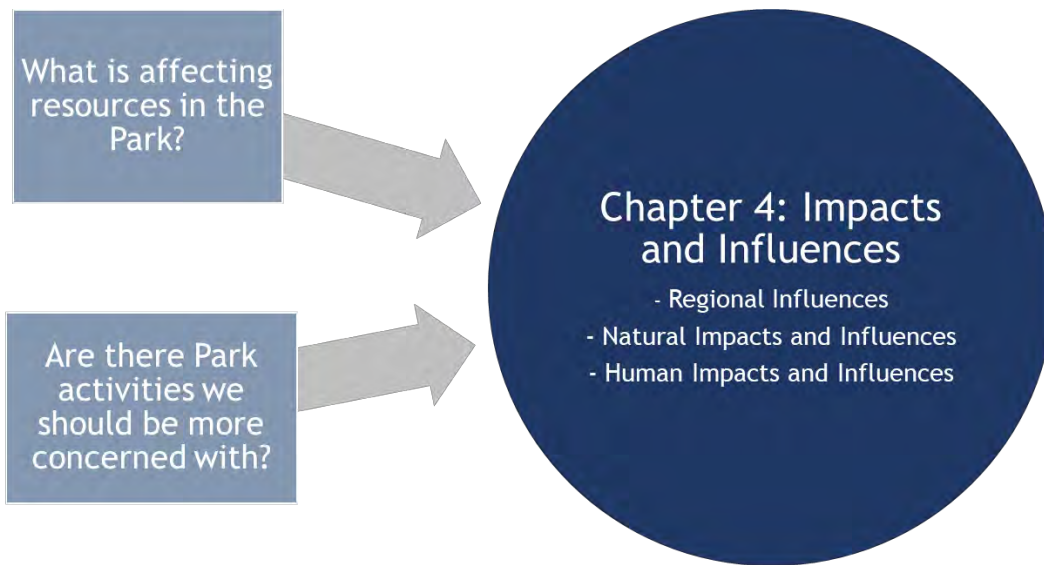 What is affecting
resources in the
Park?
Are there Park
activities we
should be more
concerned with?
Chapter 4: Impacts
and Influences
- Regional Influences
- Natural Impacts and Influences
- Human Impacts and Influences